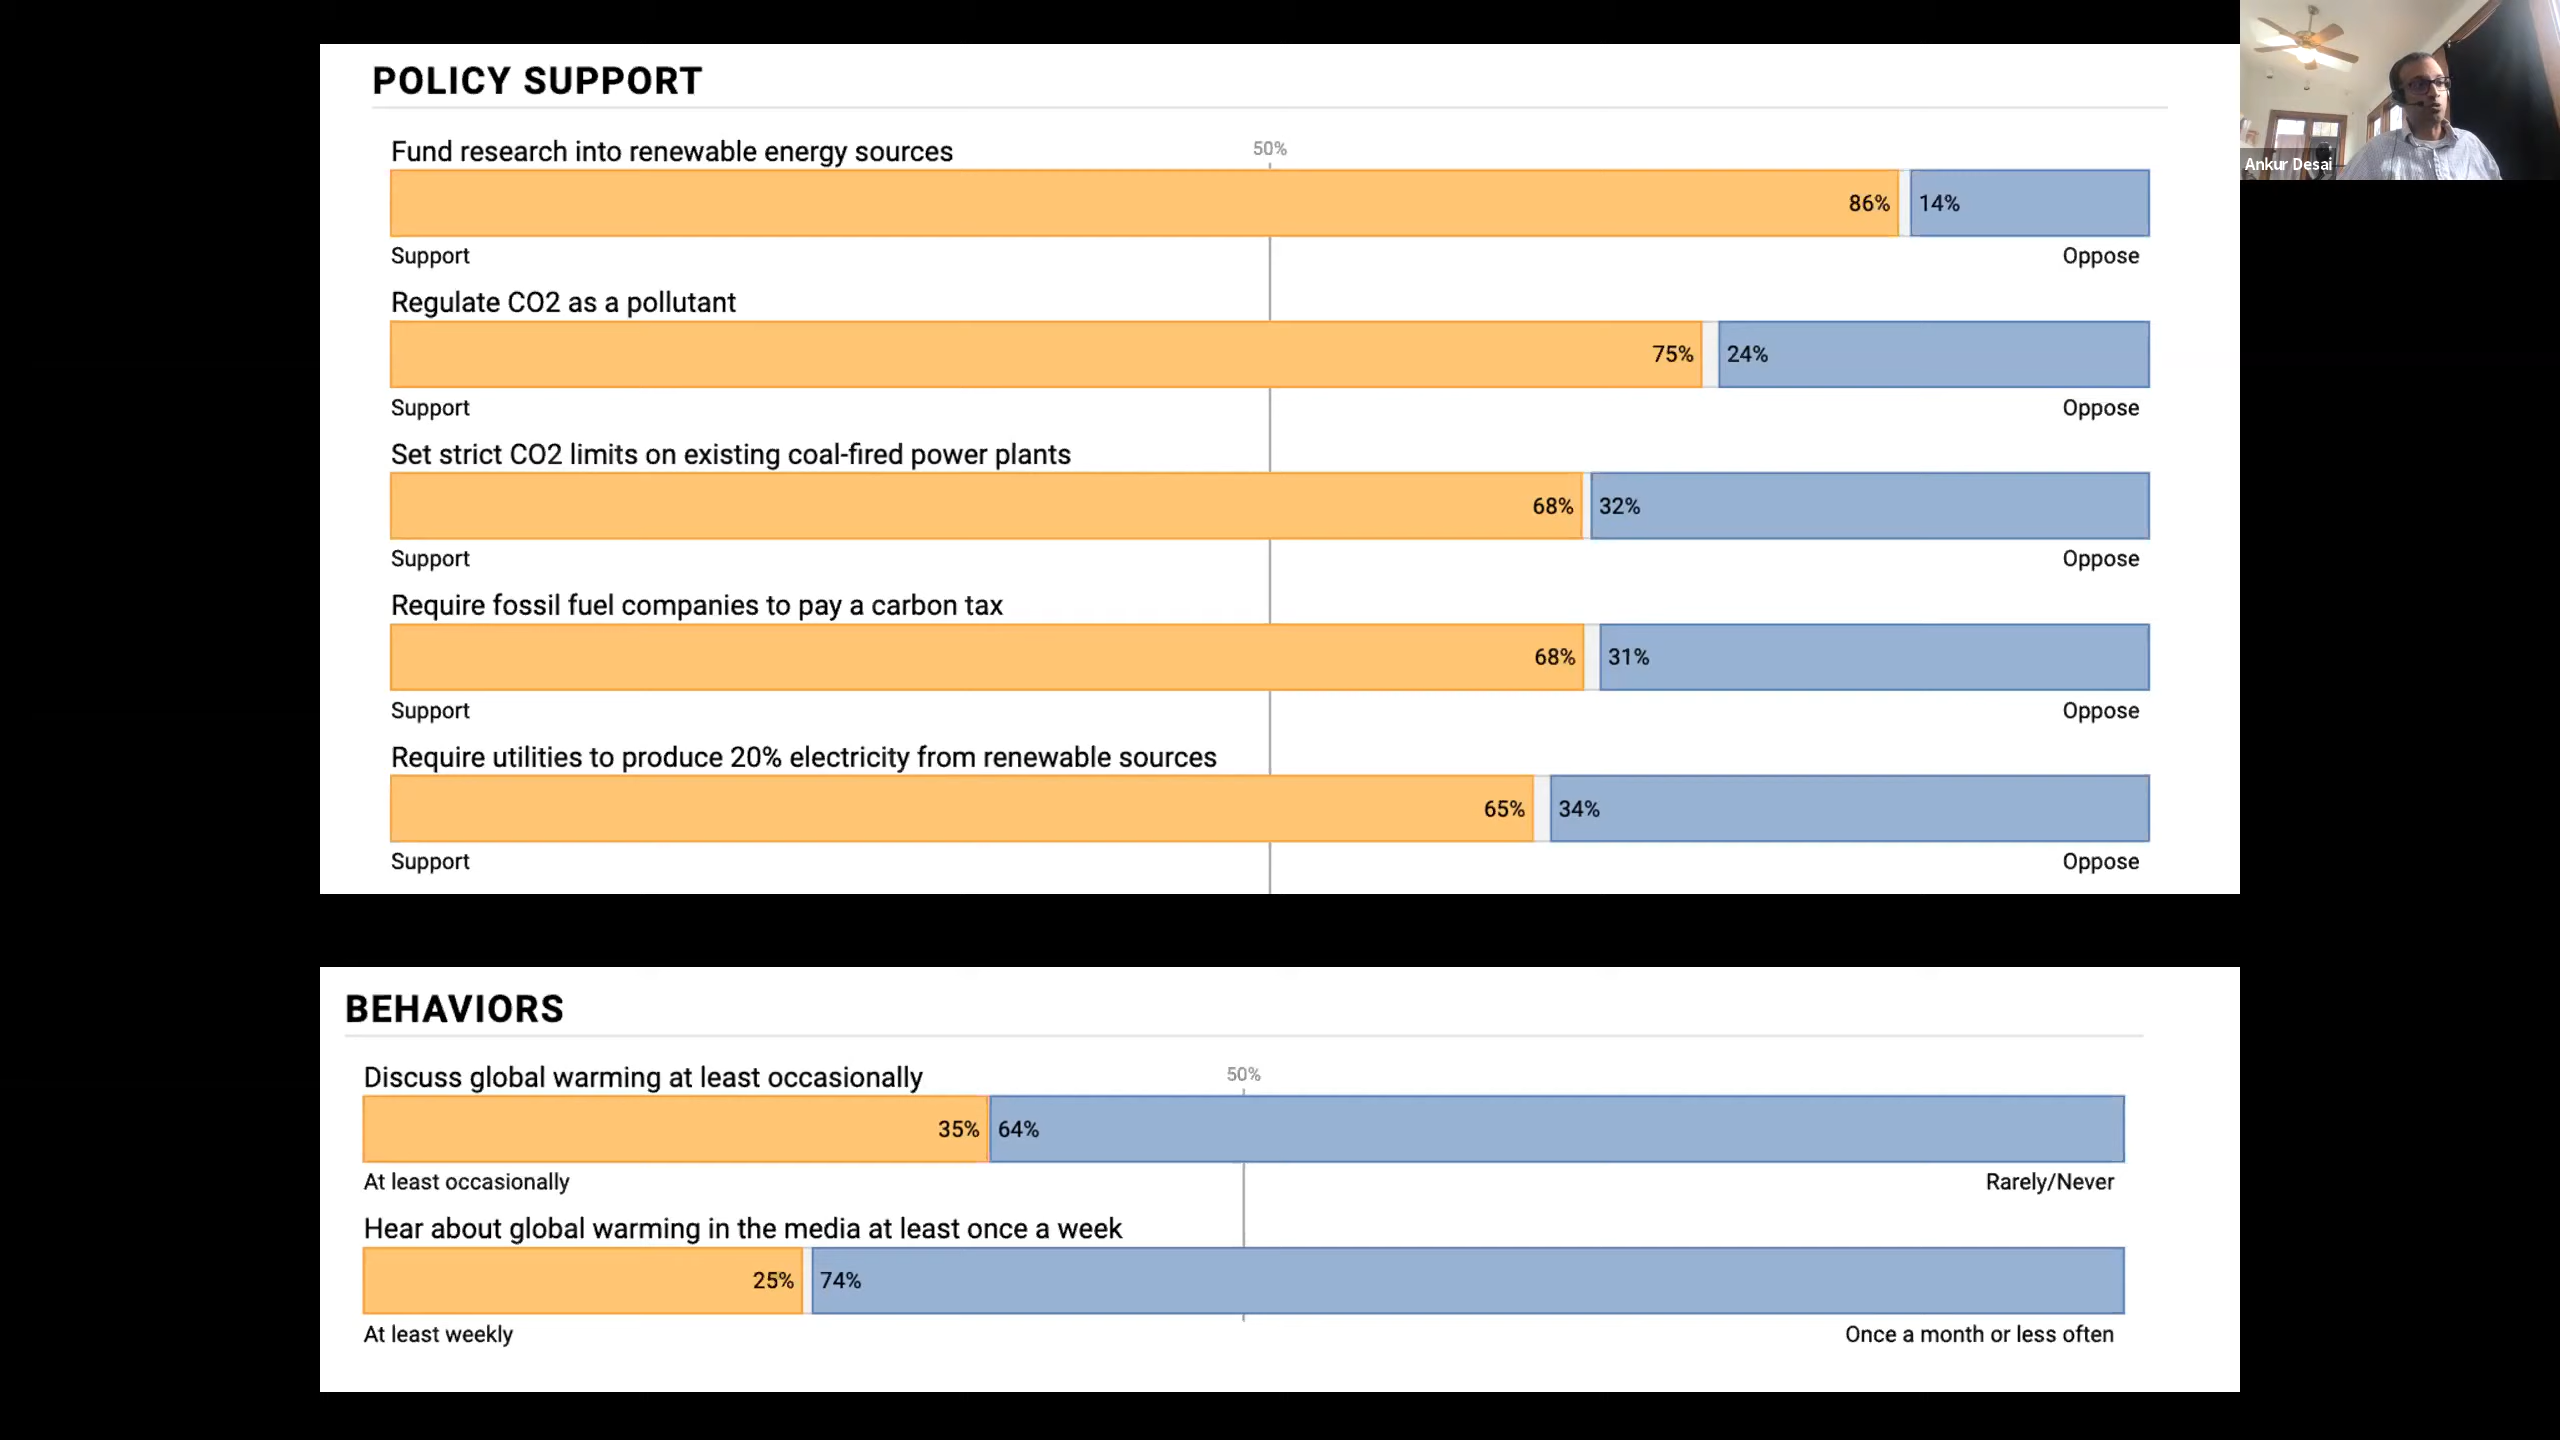 POLICY SUPPORT
Fund research into renewable energy sources
50%
86%
14%
Support
Oppose
Regulate CO2 as a pollutant
75%
24%
Support
Oppose
Set strict CO2 limits on existing coal-fired power plants
68%
32%
Support
Oppose
Require fossil fuel companies to pay a carbon tax
68%
31%
Support
Oppose
Require utilities to produce 20% electricity from renewable sources
65%
34%
Support
Oppose
BEHAVIORS
Discuss global warming at least occasionally
50%
35%
64%
At least occasionally
Rarely/Never
Hear about global warming in the media at least once a week
25%
74%
At least weekly
Once a month or less often
Ankur Desai